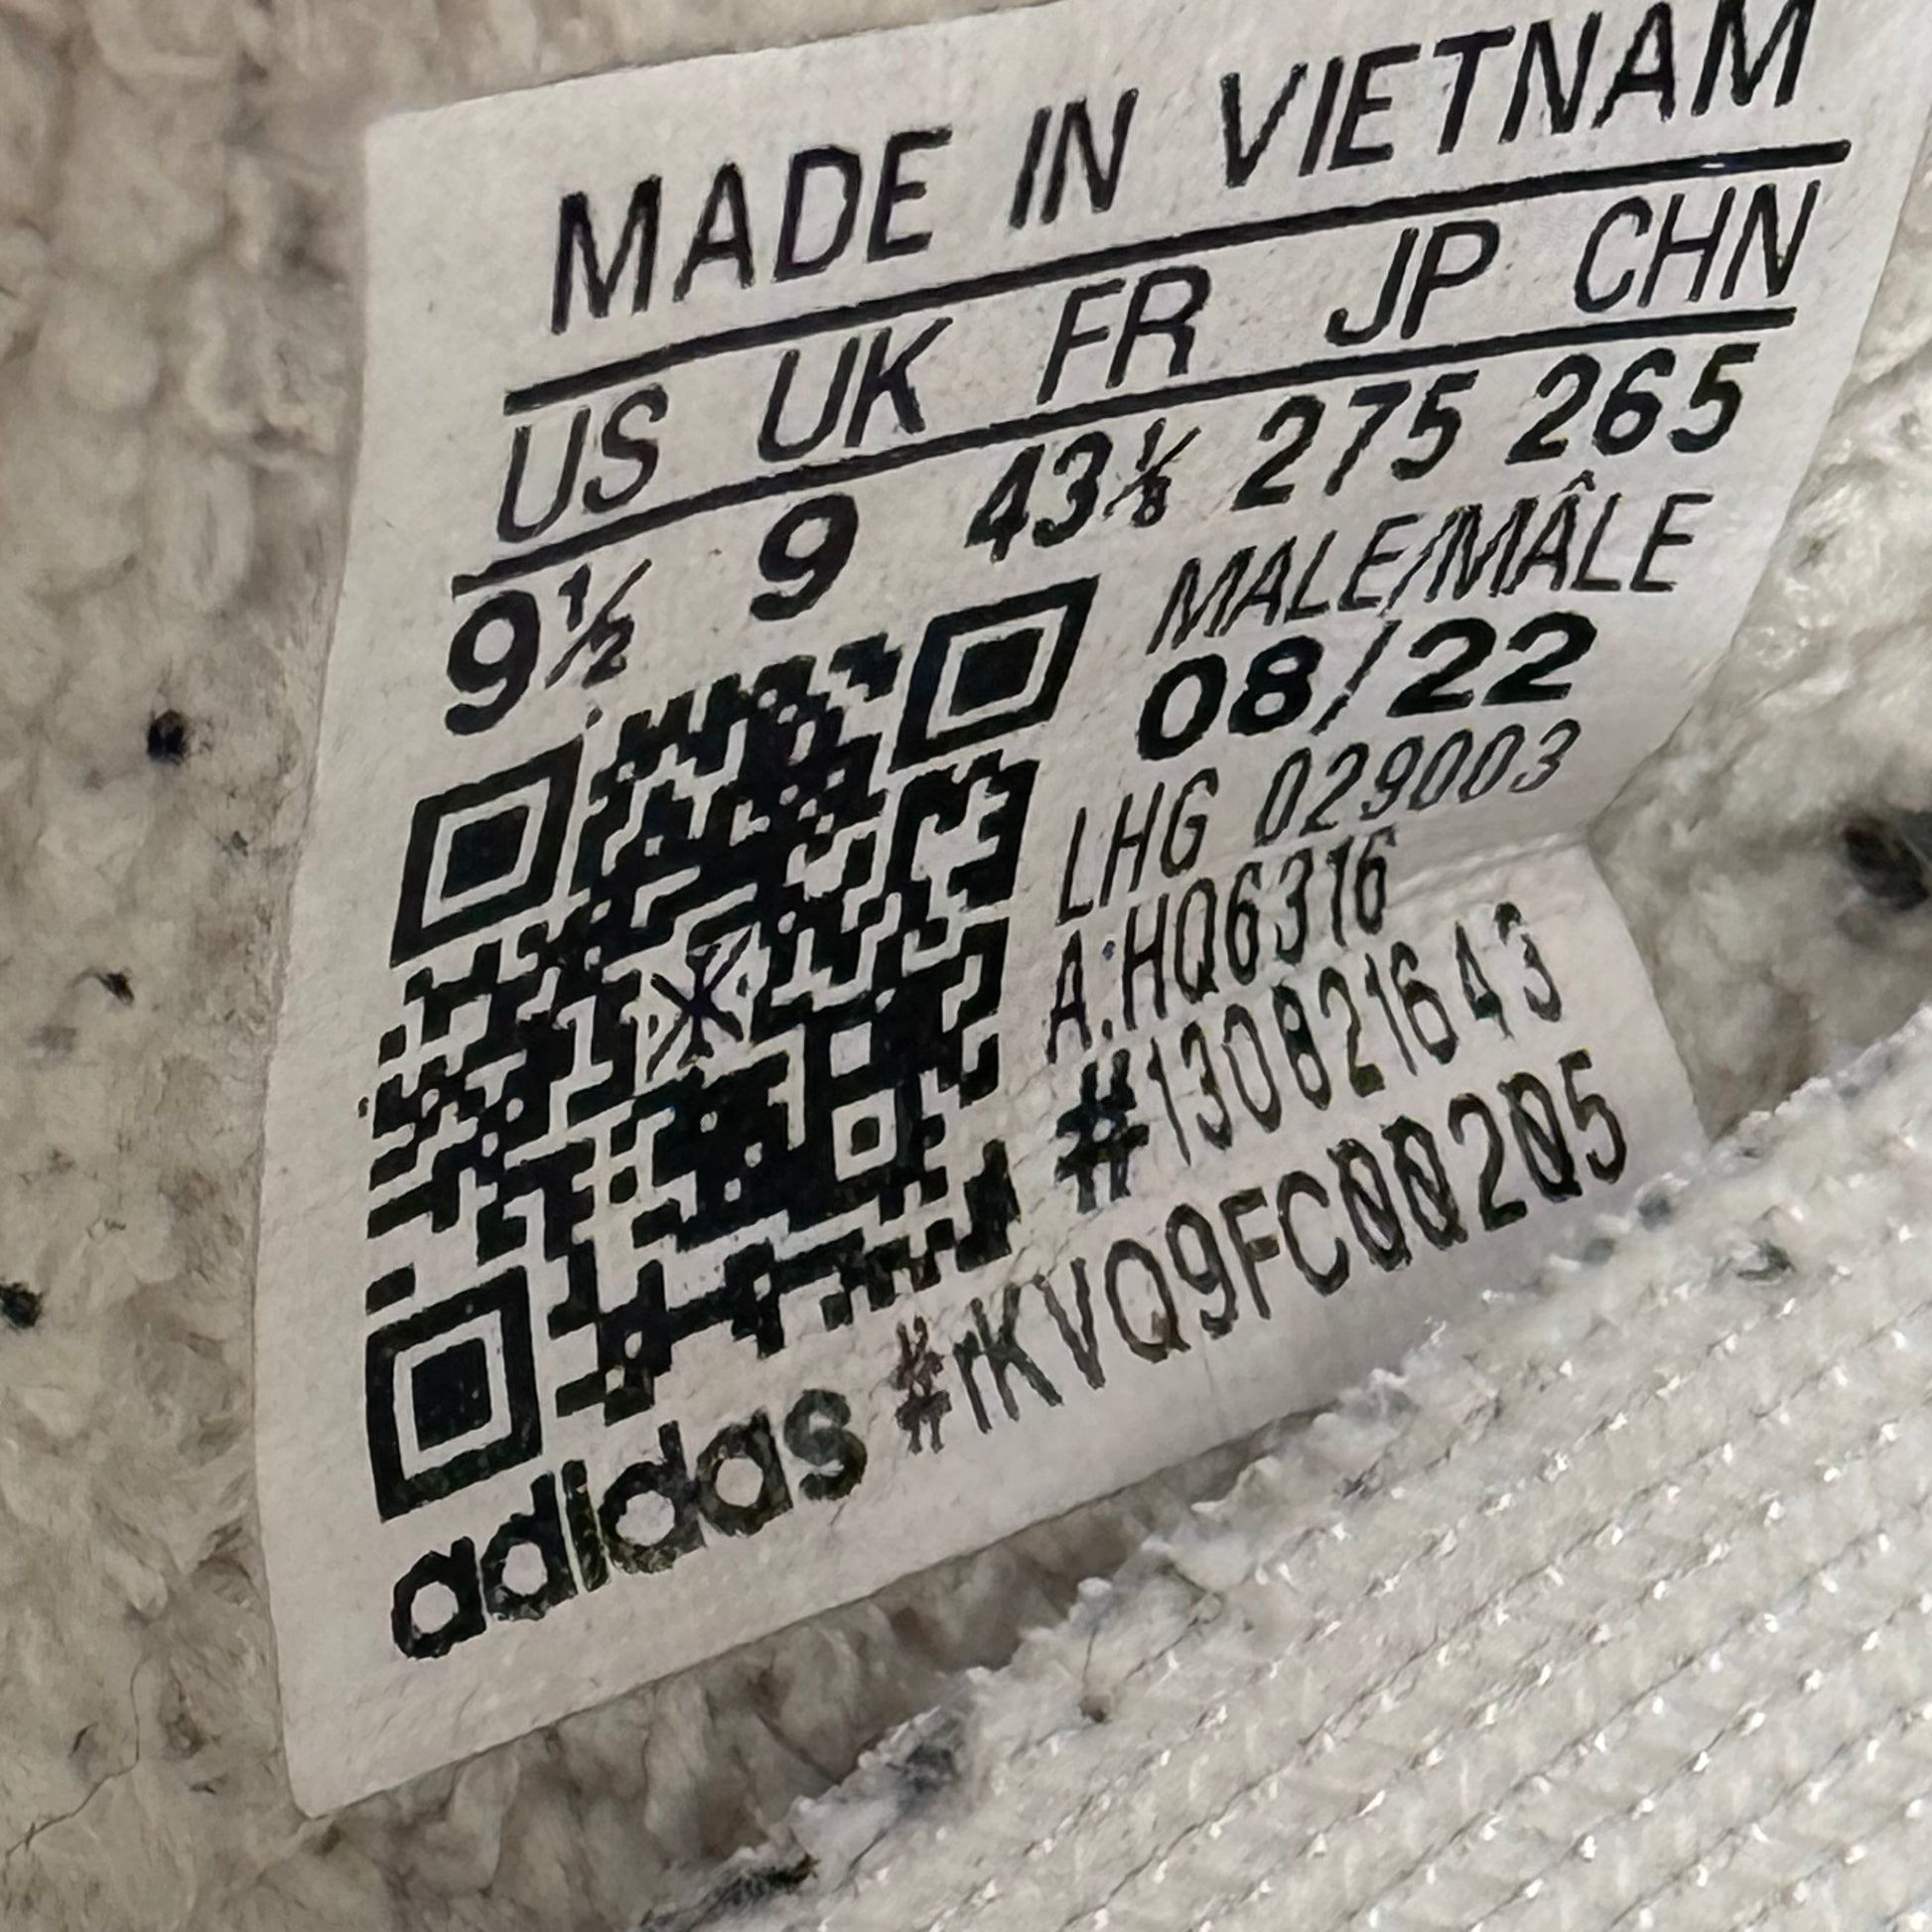 MADE IN VIETNAM
US UK FR JP CHN
9½ 9 43⅓ 275 265
MALE/MÂLE
08/22
LHG 029003
A:HQ6316
#130821643
adidas #rKVQ9FC00205